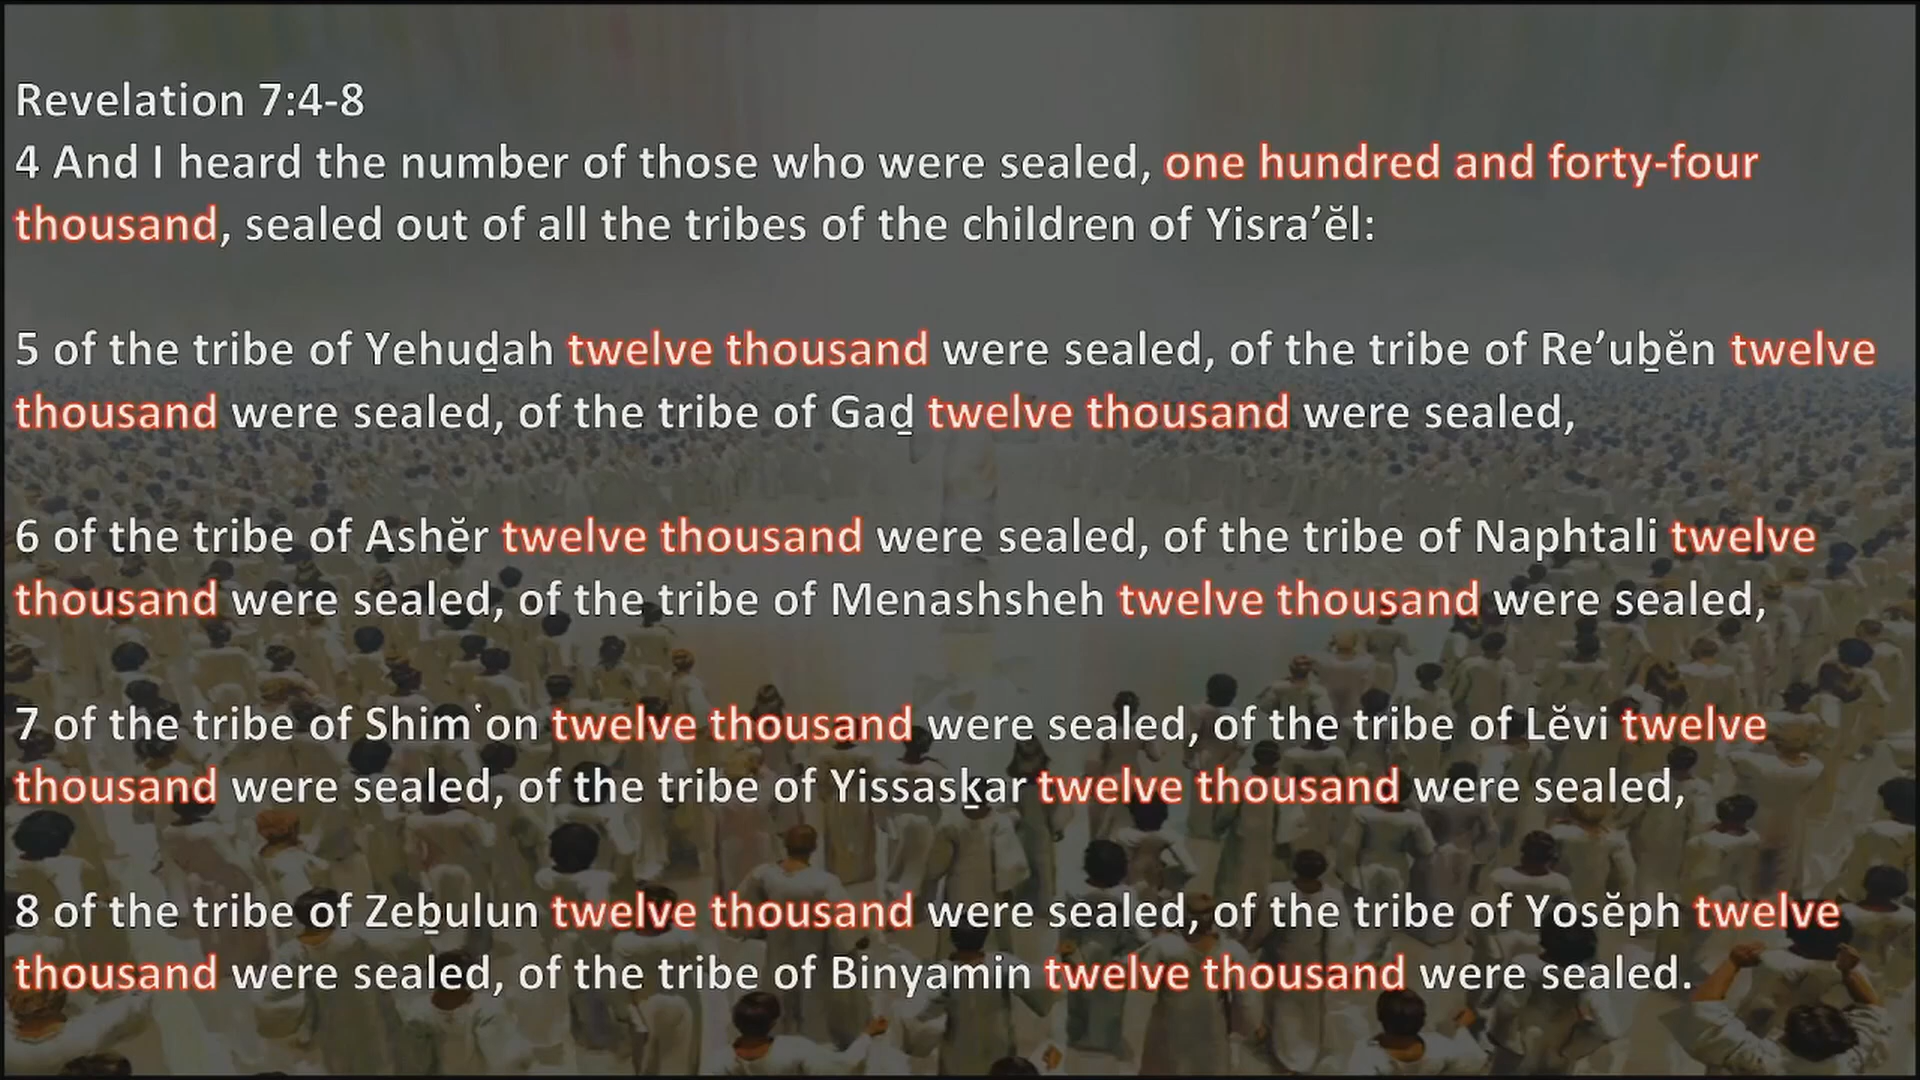 Revelation 7:4-8
4 And I heard the number of those who were sealed, one hundred and forty-four
thousand, sealed out of all the tribes of the children of Yisra’ĕl:
5 of the tribe of Yehuḏah twelve thousand were sealed, of the tribe of Re’uḇĕn twelve
thousand were sealed, of the tribe of Gaḏ twelve thousand were sealed,
6 of the tribe of Ashĕr twelve thousand were sealed, of the tribe of Naphtali twelve
thousand were sealed, of the tribe of Menashsheh twelve thousand were sealed,
7 of the tribe of Shimʽon twelve thousand were sealed, of the tribe of Lĕvi twelve
thousand were sealed, of the tribe of Yissasḵar twelve thousand were sealed,
8 of the tribe of Zeḇulun twelve thousand were sealed, of the tribe of Yosĕph twelve
thousand were sealed, of the tribe of Binyamin twelve thousand were sealed.